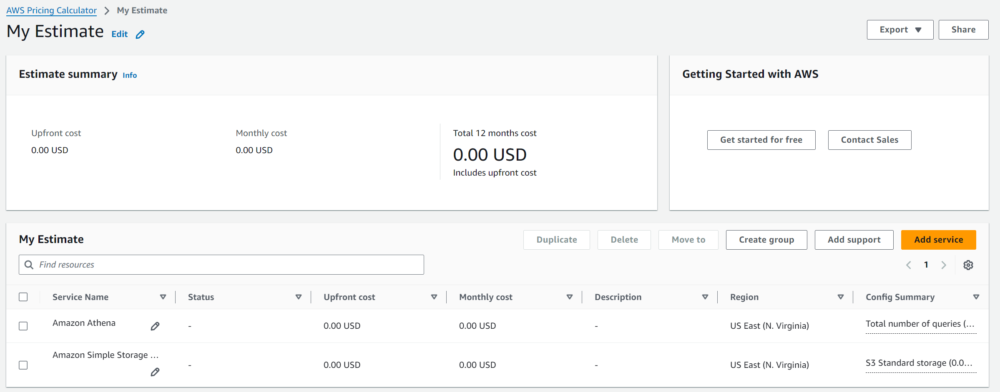 AWS Pricing Calculator > My Estimate
My Estimate Edit
Export Share
Estimate summary Info
Getting Started with AWS
Upfront cost
0.00 USD
Monthly cost
0.00 USD
Total 12 months cost
0.00 USD
Includes upfront cost
Get started for free Contact Sales
My Estimate
Duplicate Delete Move to Create group Add support Add service
Find resources
1
Service Name Status Upfront cost Monthly cost Description Region Config Summary
Amazon Athena - 0.00 USD 0.00 USD - US East (N. Virginia) Total number of queries (...
Amazon Simple Storage ... - 0.00 USD 0.00 USD - US East (N. Virginia) S3 Standard storage (0.0...